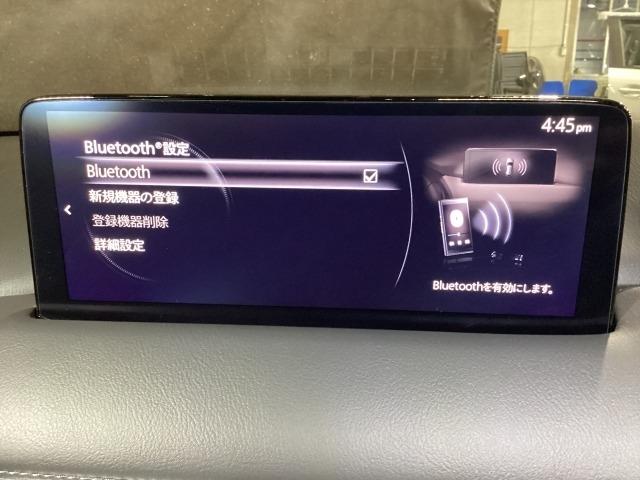 4:45pm
Bluetooth®設定
Bluetooth
新規機器の登録
登録機器削除
詳細設定
Bluetoothを有効にします。